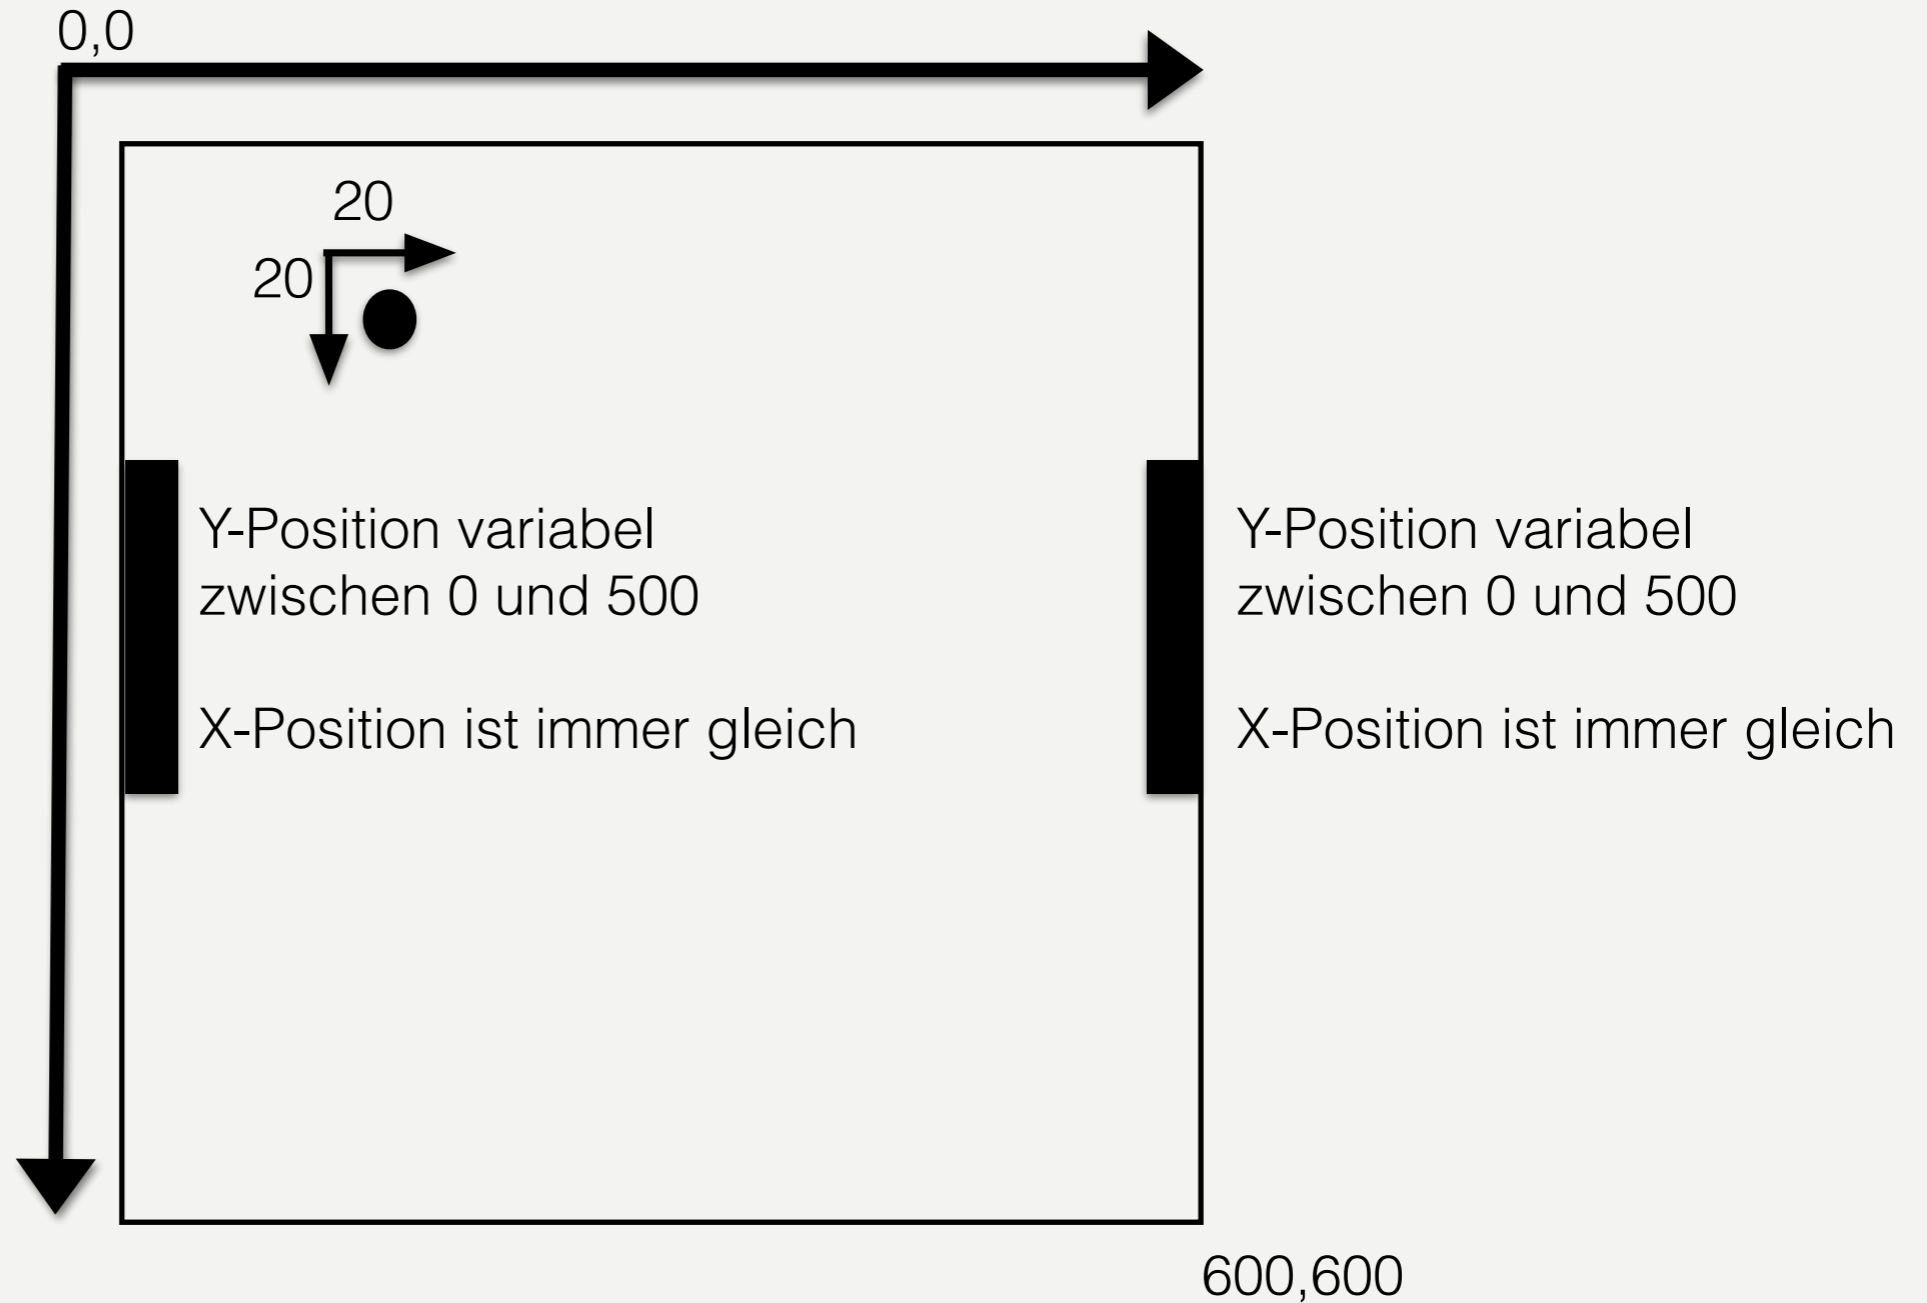 0,0
20
20
Y-Position variabel
zwischen 0 und 500
X-Position ist immer gleich
Y-Position variabel
zwischen 0 und 500
X-Position ist immer gleich
600,600